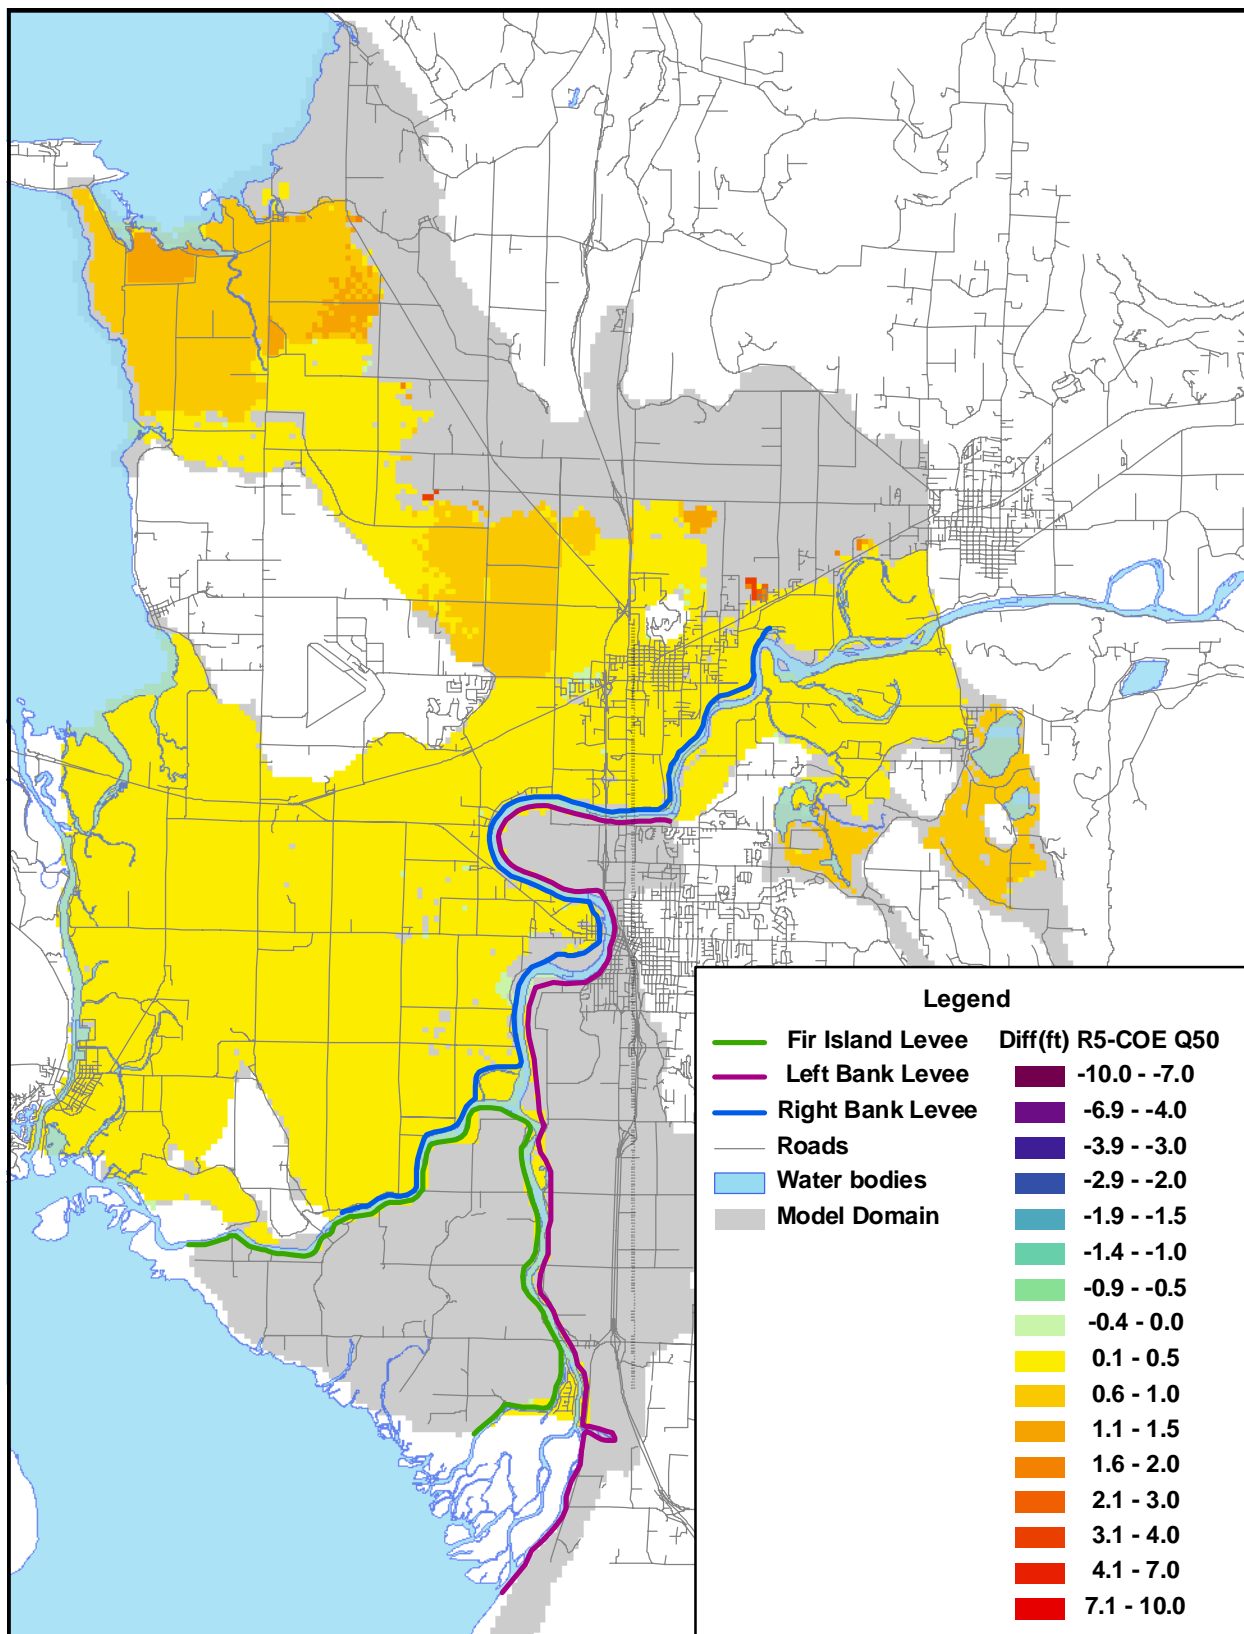 Legend
Fir Island Levee
Left Bank Levee
Right Bank Levee
Roads
Water bodies
Model Domain
Diff(ft) R5-COE Q50
-10.0 - -7.0
-6.9 - -4.0
-3.9 - -3.0
-2.9 - -2.0
-1.9 - -1.5
-1.4 - -1.0
-0.9 - -0.5
-0.4 - 0.0
0.1 - 0.5
0.6 - 1.0
1.1 - 1.5
1.6 - 2.0
2.1 - 3.0
3.1 - 4.0
4.1 - 7.0
7.1 - 10.0